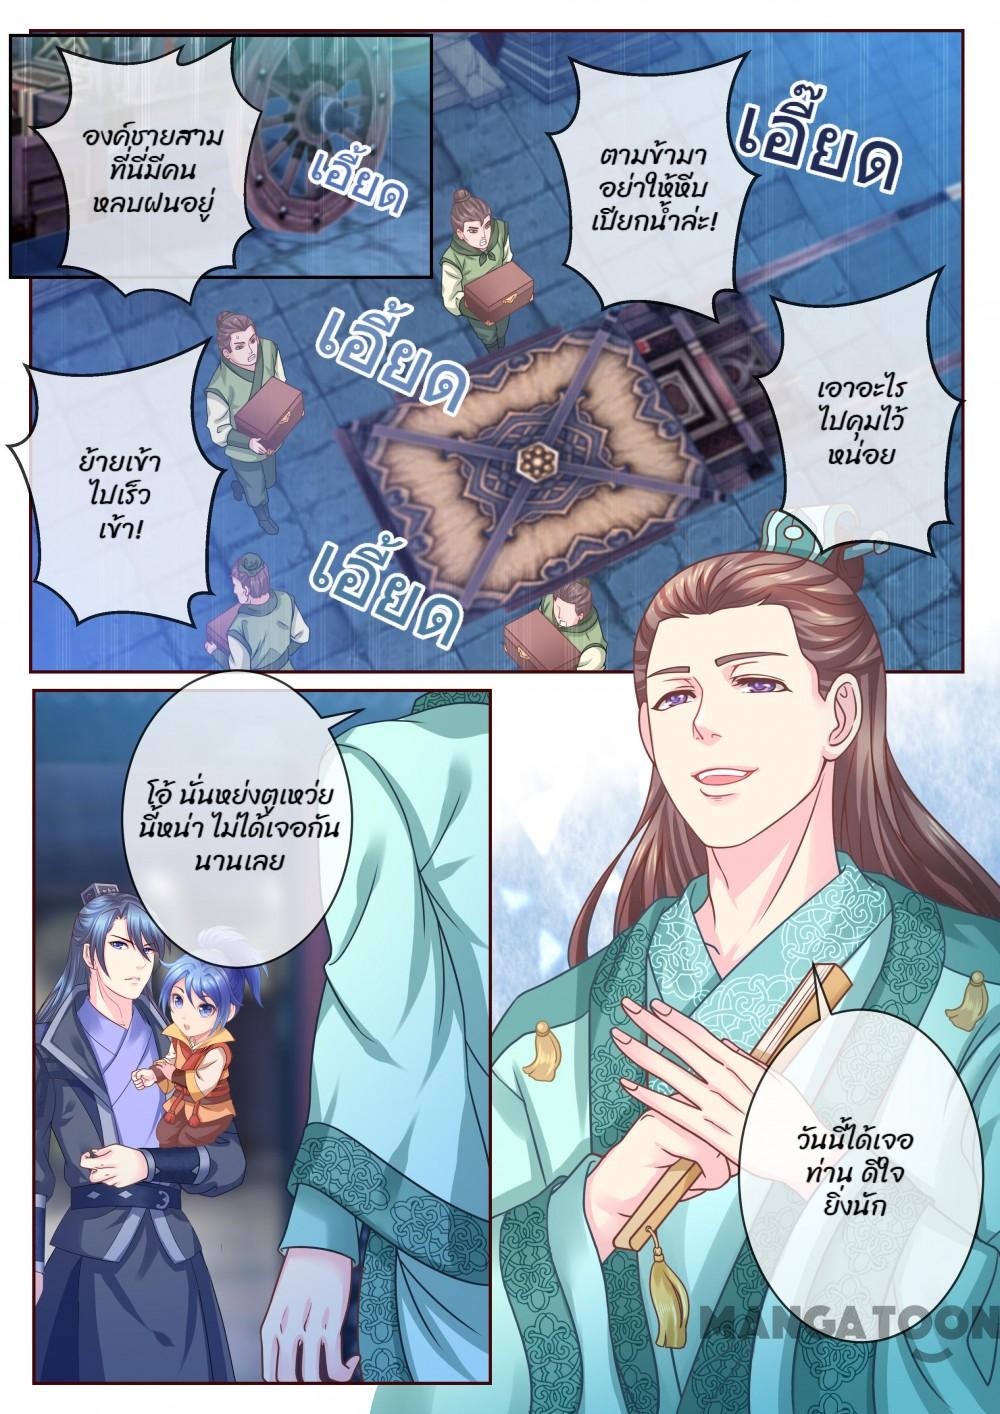 องค์ชายสาม
ที่นี่มีคน
หลบฝนอยู่
เอี้ยด
ตามข้ามา
อย่าให้หีบ
เปียกน้ำล่ะ!
เอี๊ยด
เอี้ยด
เอาอะไร
ไปคุมไว้
หน่อย
ย้ายเข้า
ไปเร็ว
เข้า!
เอี้ยด
โอ้ นั่นหย่งตูเหว่ย
นี้หน่า ไม่ได้เจอกัน
นานเลย
วันนี้ได้เจอ
ท่าน ดีใจ
ยิ่งนัก
MANGATOON